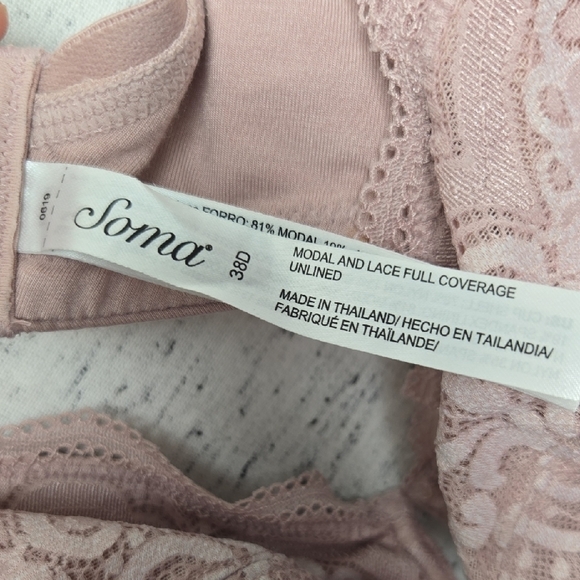 0619
Soma®
38D
FORRO: 81% MODAL
MODAL AND LACE FULL COVERAGE
UNLINED
MADE IN THAILAND/ HECHO EN TAILANDIA/
FABRIQUÉ EN THAÏLANDE/